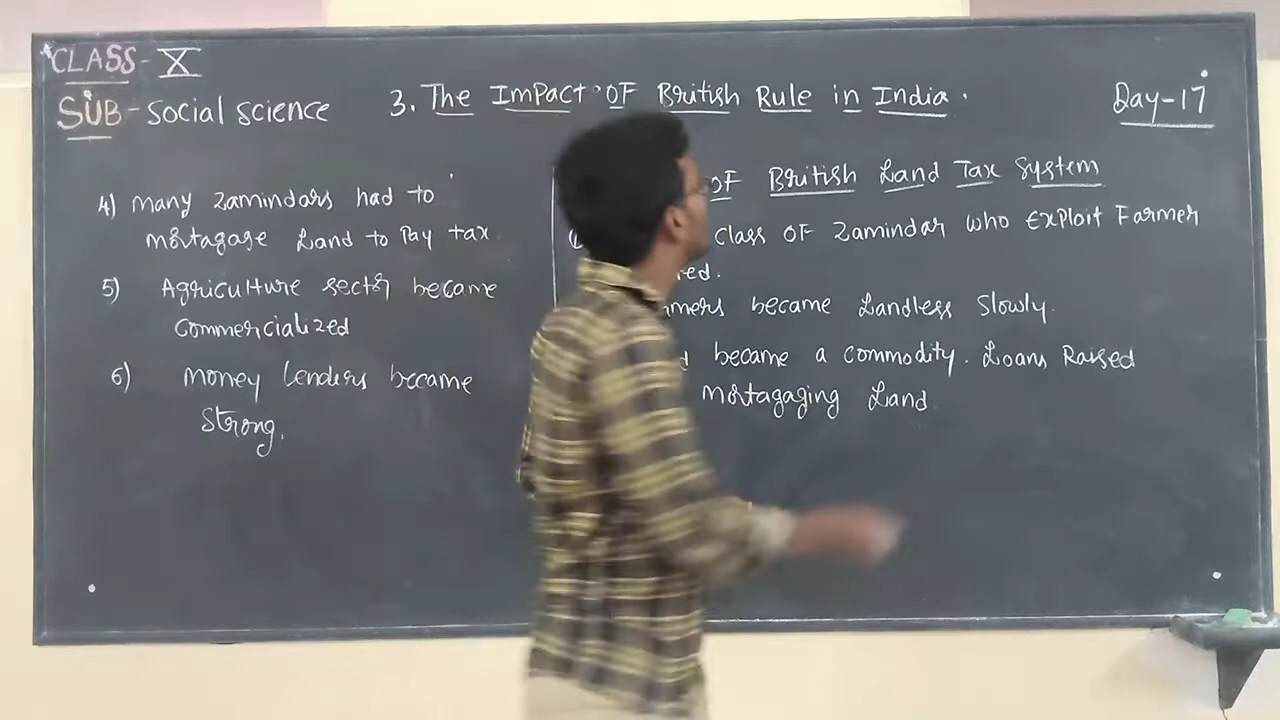 CLASS - X
SUB - Social science
3. The Impact OF British Rule in India.
Day-17
OF British Land Tax System
class OF Zamindar who Exploit Farmer
became Landless Slowly.
became a commodity. Loans Raised
mortagaging Land.
4) many Zamindars had to
mortagage Land to Pay tax
5) Agriculture sector became
commercialized
6) money lenders became
strong.